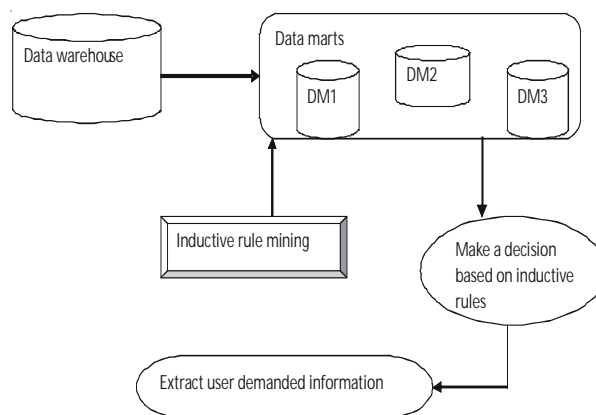 Data warehouse
Data marts
DM1
DM2
DM3
Inductive rule mining
Make a decision
based on inductive
rules
Extract user demanded information